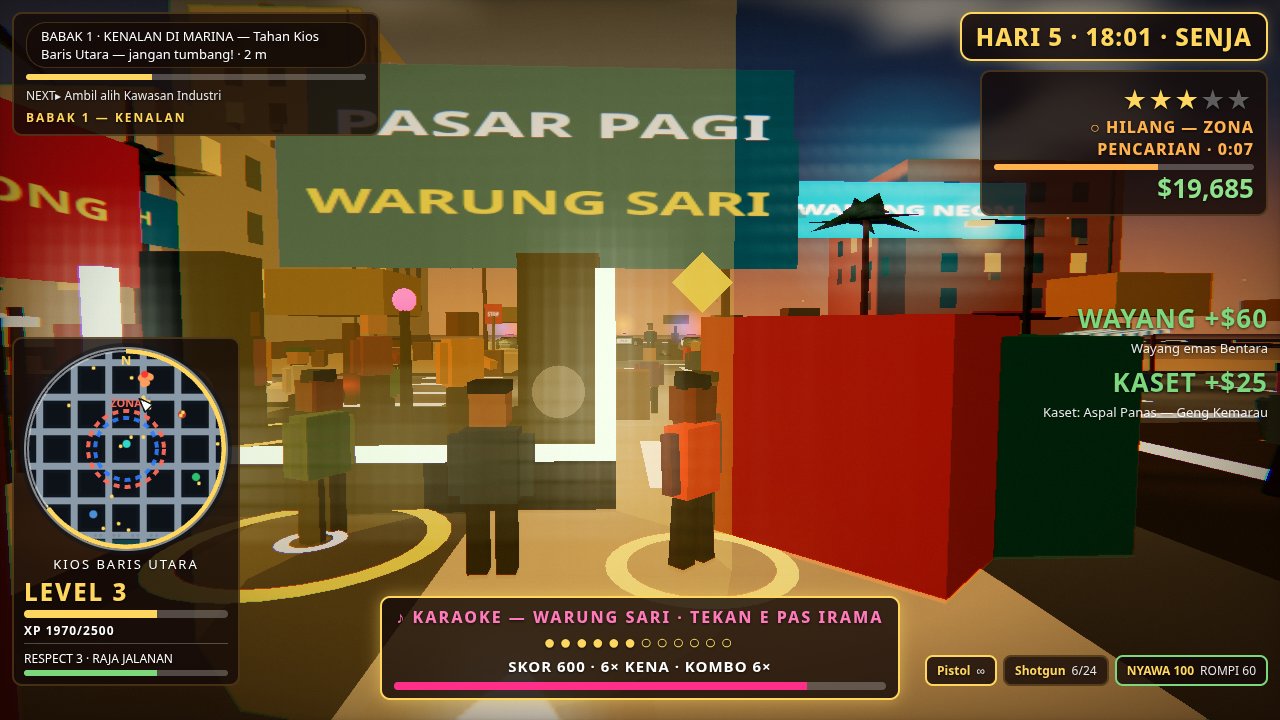 BABAK 1 · KENALAN DI MARINA — Tahan Kios
Baris Utara — jangan tumbang! · 2 m
NEXT▸ Ambil alih Kawasan Industri
BABAK 1 — KENALAN
HARI 5 · 18:01 · SENJA
★★★★★
○ HILANG — ZONA
PENCARIAN · 0:07
$19,685
PASAR PAGI
WARUNG SARI
ONG
H
WARUNG NEON
STOP
WAYANG +$60
Wayang emas Bentara
KASET +$25
Kaset: Aspal Panas — Geng Kemarau
N
ZONA
KIOS BARIS UTARA
LEVEL 3
XP 1970/2500
RESPECT 3 · RAJA JALANAN
♪ KARAOKE — WARUNG SARI · TEKAN E PAS IRAMA
●●●●●●○○○○○○
SKOR 600 · 6× KENA · KOMBO 6×
Pistol ∞
Shotgun 6/24
NYAWA 100 ROMPI 60